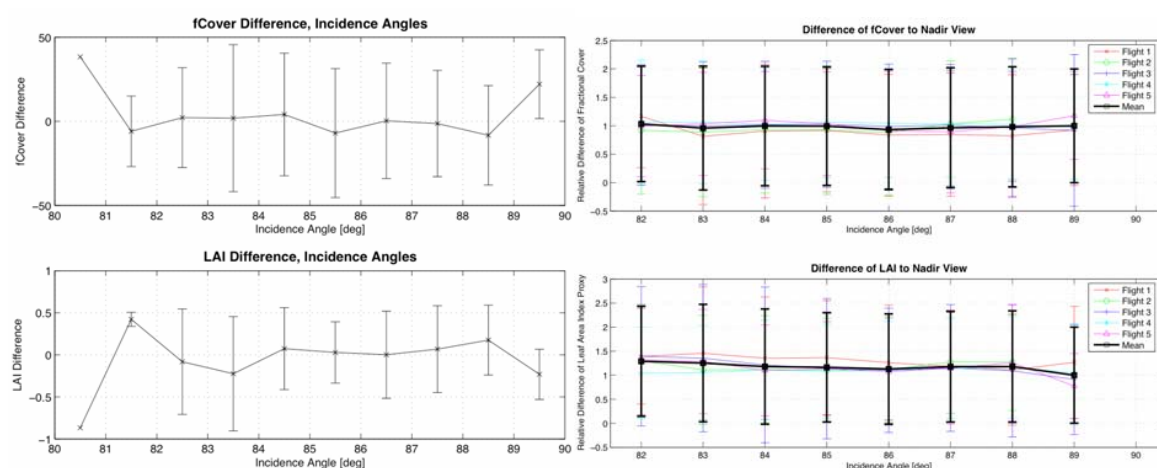 fCover Difference, Incidence Angles
50
0
−50
fCover Difference
80 81 82 83 84 85 86 87 88 89 90
Incidence Angle [deg]
Difference of fCover to Nadir View
2.5
2
1.5
1
0.5
0
−0.5
Relative Difference of Fractional Cover
82 83 84 85 86 87 88 89 90
Incidence Angle [deg]
Flight 1
Flight 2
Flight 3
Flight 4
Flight 5
Mean
LAI Difference, Incidence Angles
1
0.5
0
−0.5
−1
LAI Difference
80 81 82 83 84 85 86 87 88 89 90
Incidence Angle [deg]
Difference of LAI to Nadir View
3
2.5
2
1.5
1
0.5
0
−0.5
Relative Difference of Leaf Area Index Proxy
82 83 84 85 86 87 88 89 90
Incidence Angle [deg]
Flight 1
Flight 2
Flight 3
Flight 4
Flight 5
Mean